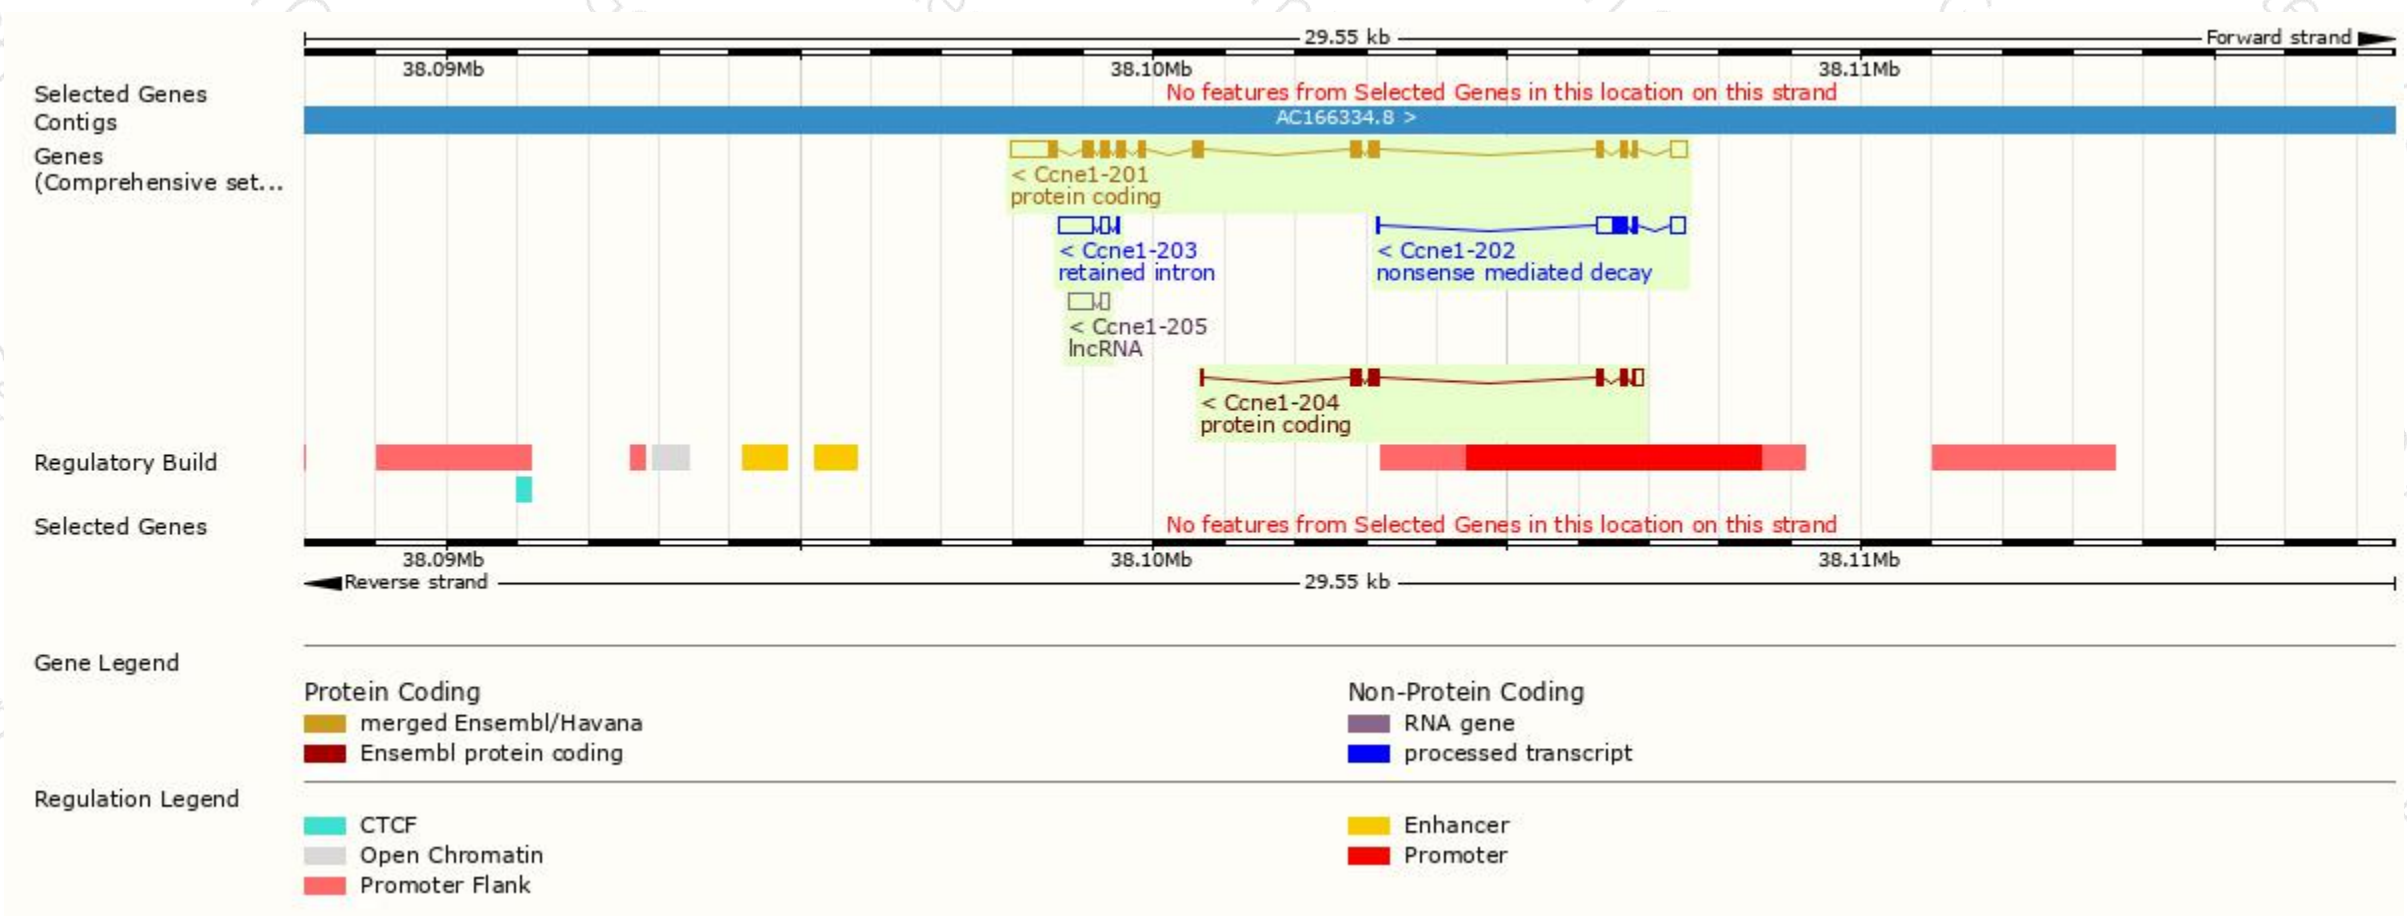 29.55 kb
Forward strand
38.09Mb 38.10Mb 38.11Mb
Selected Genes No features from Selected Genes in this location on this strand
Contigs AC166334.8 >
Genes
(Comprehensive set...
< Ccne1-201
protein coding
< Ccne1-203 < Ccne1-202
retained intron nonsense mediated decay
< Ccne1-205
lncRNA
< Ccne1-204
protein coding
Regulatory Build
Selected Genes No features from Selected Genes in this location on this strand
38.09Mb 38.10Mb 38.11Mb
Reverse strand 29.55 kb
Gene Legend
Protein Coding Non-Protein Coding
merged Ensembl/Havana RNA gene
Ensembl protein coding processed transcript
Regulation Legend
CTCF Enhancer
Open Chromatin Promoter
Promoter Flank